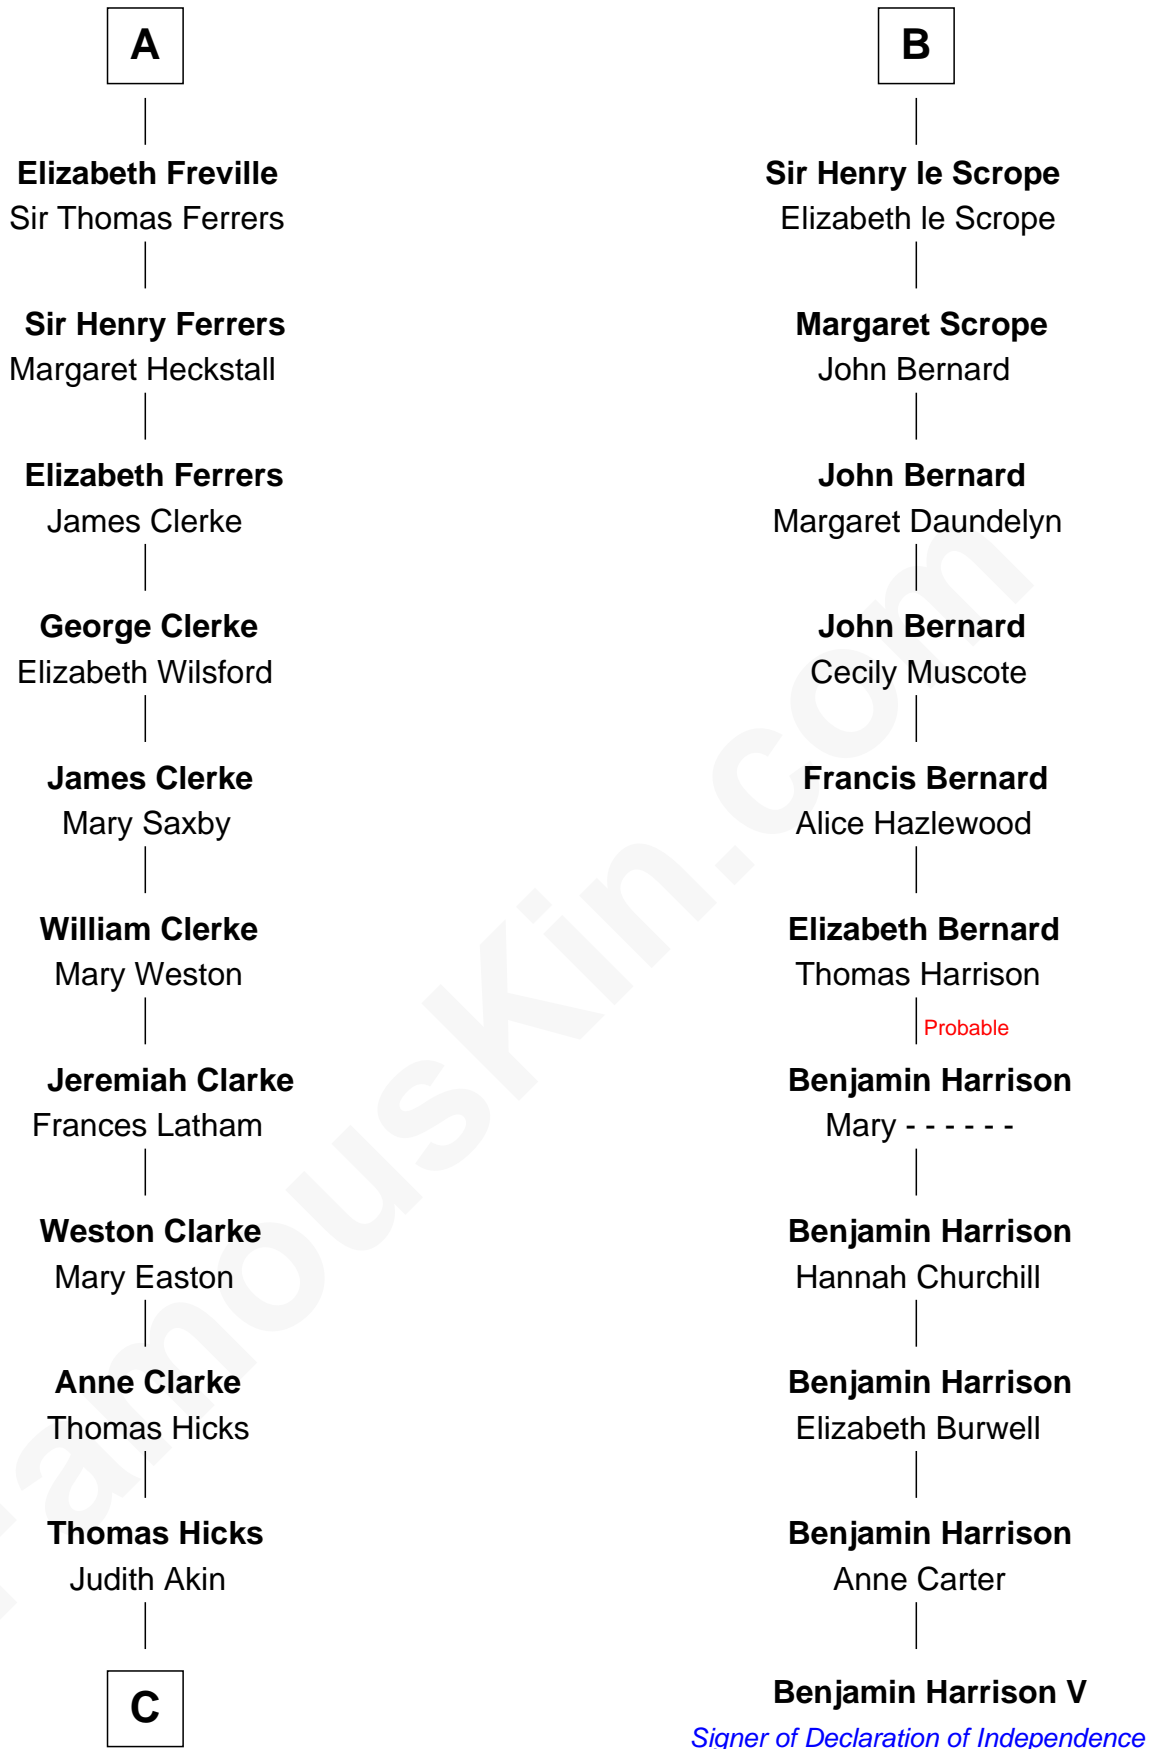 A
Elizabeth Freville
Sir Thomas Ferrers
Sir Henry Ferrers
Margaret Heckstall
Elizabeth Ferrers
James Clerke
George Clerke
Elizabeth Wilsford
James Clerke
Mary Saxby
William Clerke
Mary Weston
Jeremiah Clarke
Frances Latham
Weston Clarke
Mary Easton
Anne Clarke
Thomas Hicks
Thomas Hicks
Judith Akin
C
B
Sir Henry le Scrope
Elizabeth le Scrope
Margaret Scrope
John Bernard
John Bernard
Margaret Daundelyn
John Bernard
Cecily Muscote
Francis Bernard
Alice Hazlewood
Elizabeth Bernard
Thomas Harrison
Probable
Benjamin Harrison
Mary - - - - - -
Benjamin Harrison
Hannah Churchill
Benjamin Harrison
Elizabeth Burwell
Benjamin Harrison
Anne Carter
Benjamin Harrison V
Signer of Declaration of Independence
FamousKin.com